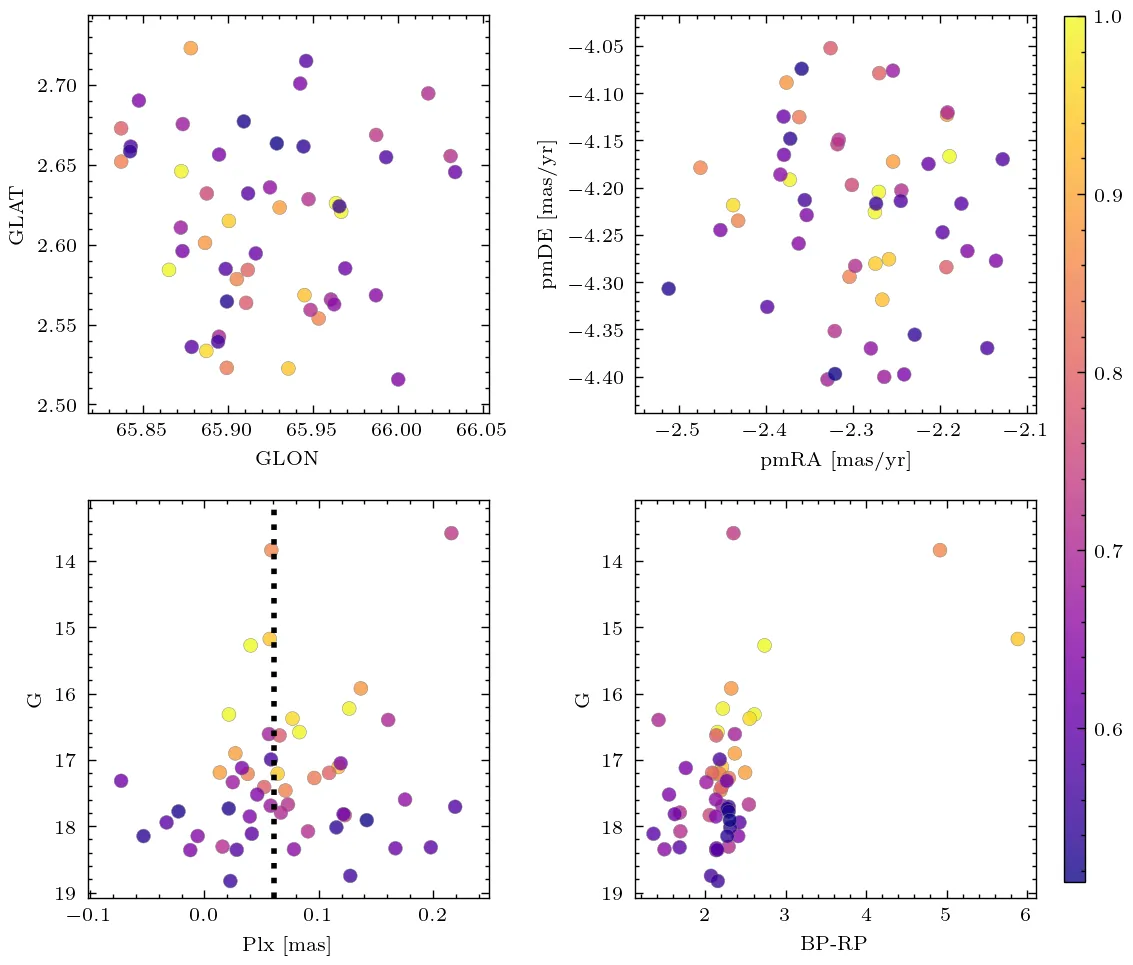 GLAT
2.70
2.65
2.60
2.55
2.50
65.85 65.90 65.95 66.00 66.05
GLON
pmDE [mas/yr]
−4.05
−4.10
−4.15
−4.20
−4.25
−4.30
−4.35
−4.40
−2.5 −2.4 −2.3 −2.2 −2.1
pmRA [mas/yr]
1.0
0.9
0.8
0.7
0.6
G
14
15
16
17
18
19
−0.1 0.0 0.1 0.2
Plx [mas]
G
14
15
16
17
18
19
2 3 4 5 6
BP-RP